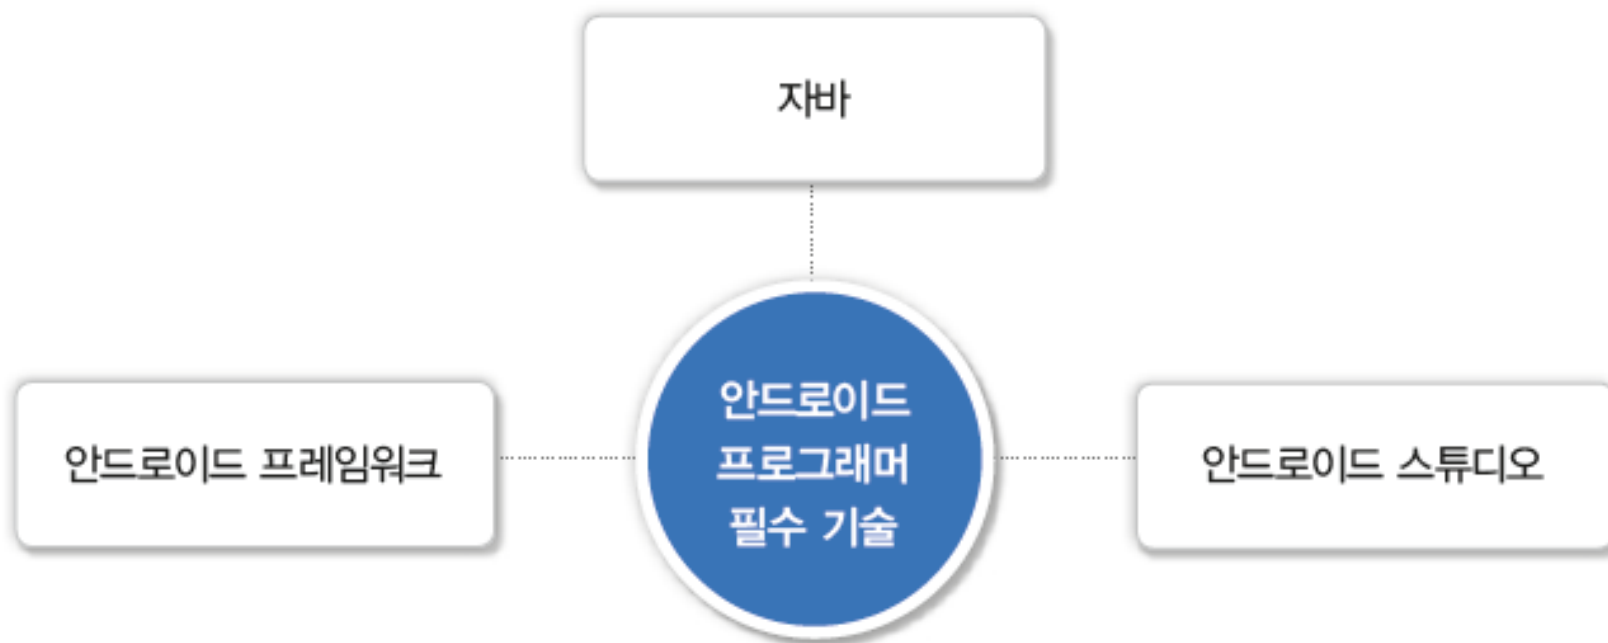 자바
안드로이드 프레임워크
안드로이드
프로그래머
필수 기술
안드로이드 스튜디오